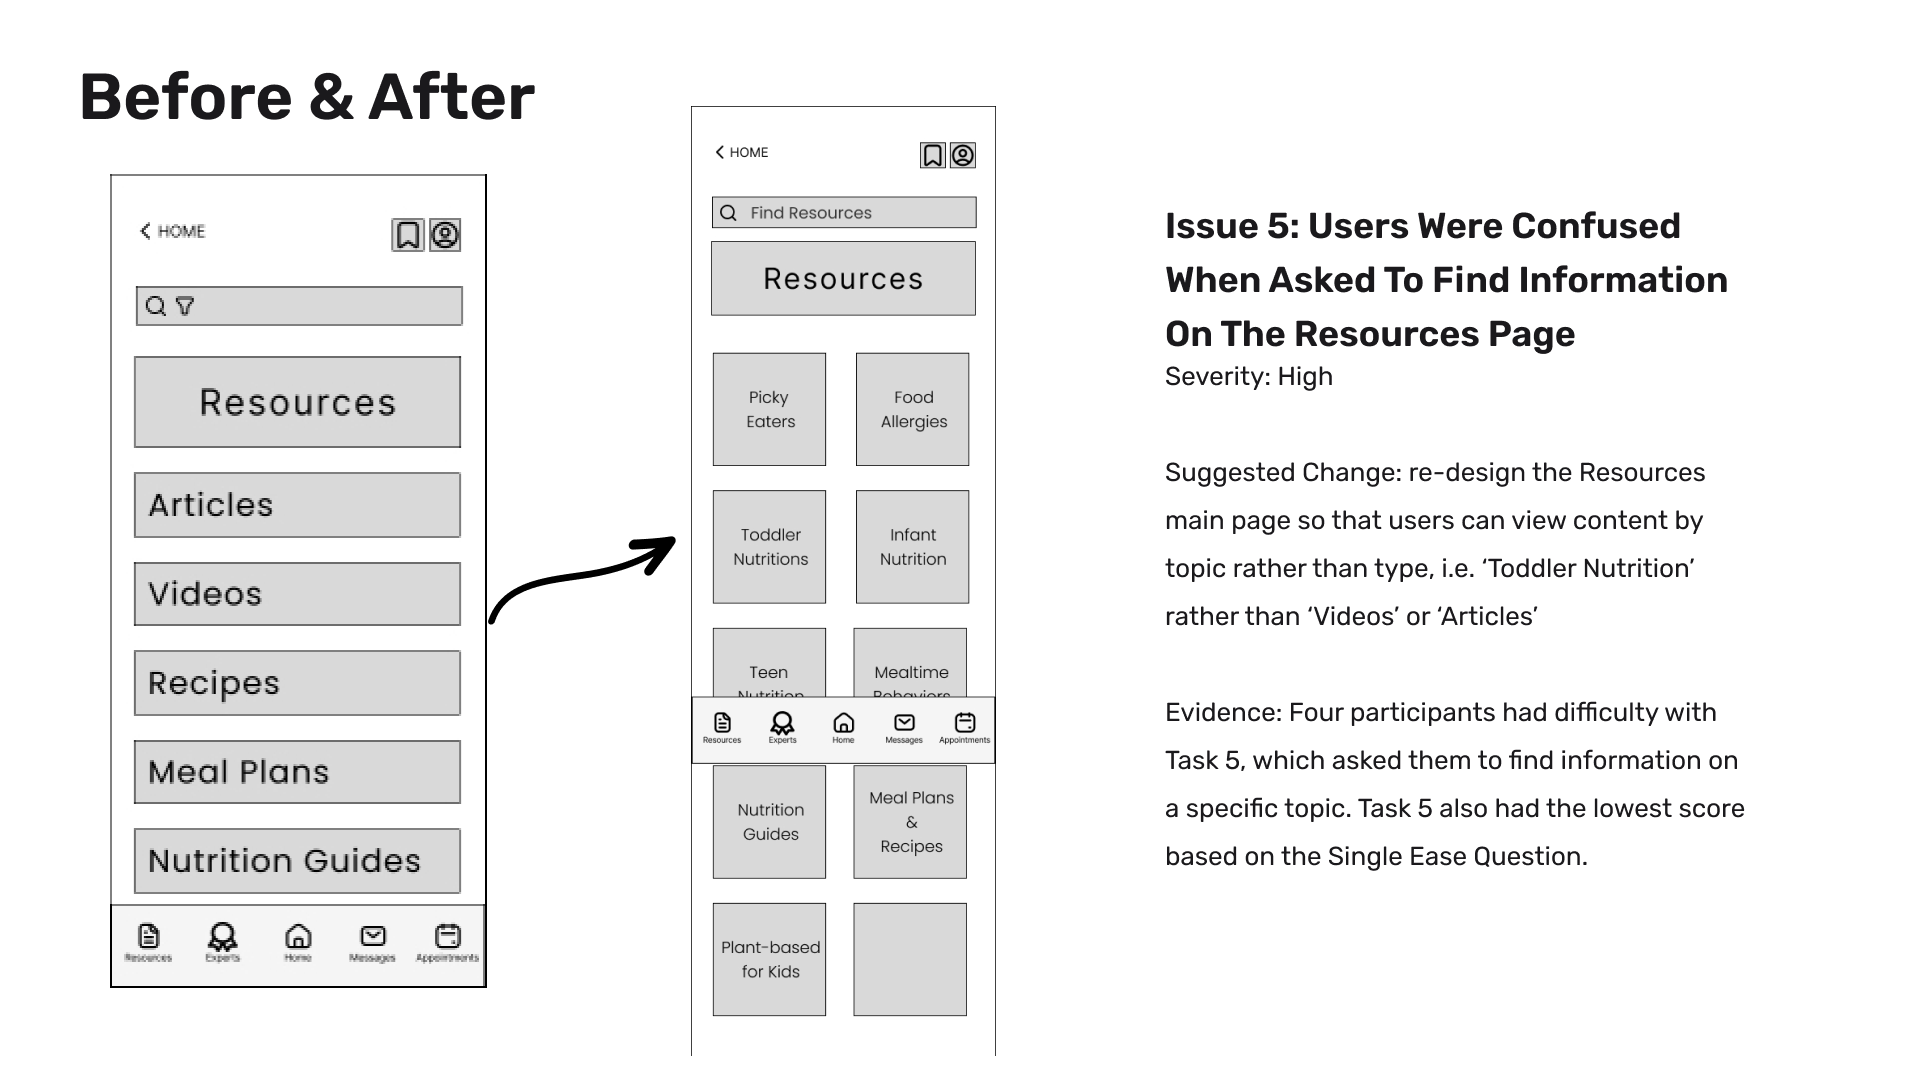 Before & After
HOME
Resources
Articles
Videos
Recipes
Meal Plans
Nutrition Guides
Resources
Experts
Home
Messages
Appointments
HOME
Find Resources
Resources
Picky
Eaters
Food
Allergies
Toddler
Nutritions
Infant
Nutrition
Teen
Nutrition
Mealtime
Behaviors
Resources
Experts
Home
Messages
Appointments
Nutrition
Guides
Meal Plans
&
Recipes
Plant-based
for Kids
Issue 5: Users Were Confused
When Asked To Find Information
On The Resources Page
Severity: High
Suggested Change: re-design the Resources
main page so that users can view content by
topic rather than type, i.e. ‘Toddler Nutrition’
rather than ‘Videos’ or ‘Articles’
Evidence: Four participants had difficulty with
Task 5, which asked them to find information on
a specific topic. Task 5 also had the lowest score
based on the Single Ease Question.